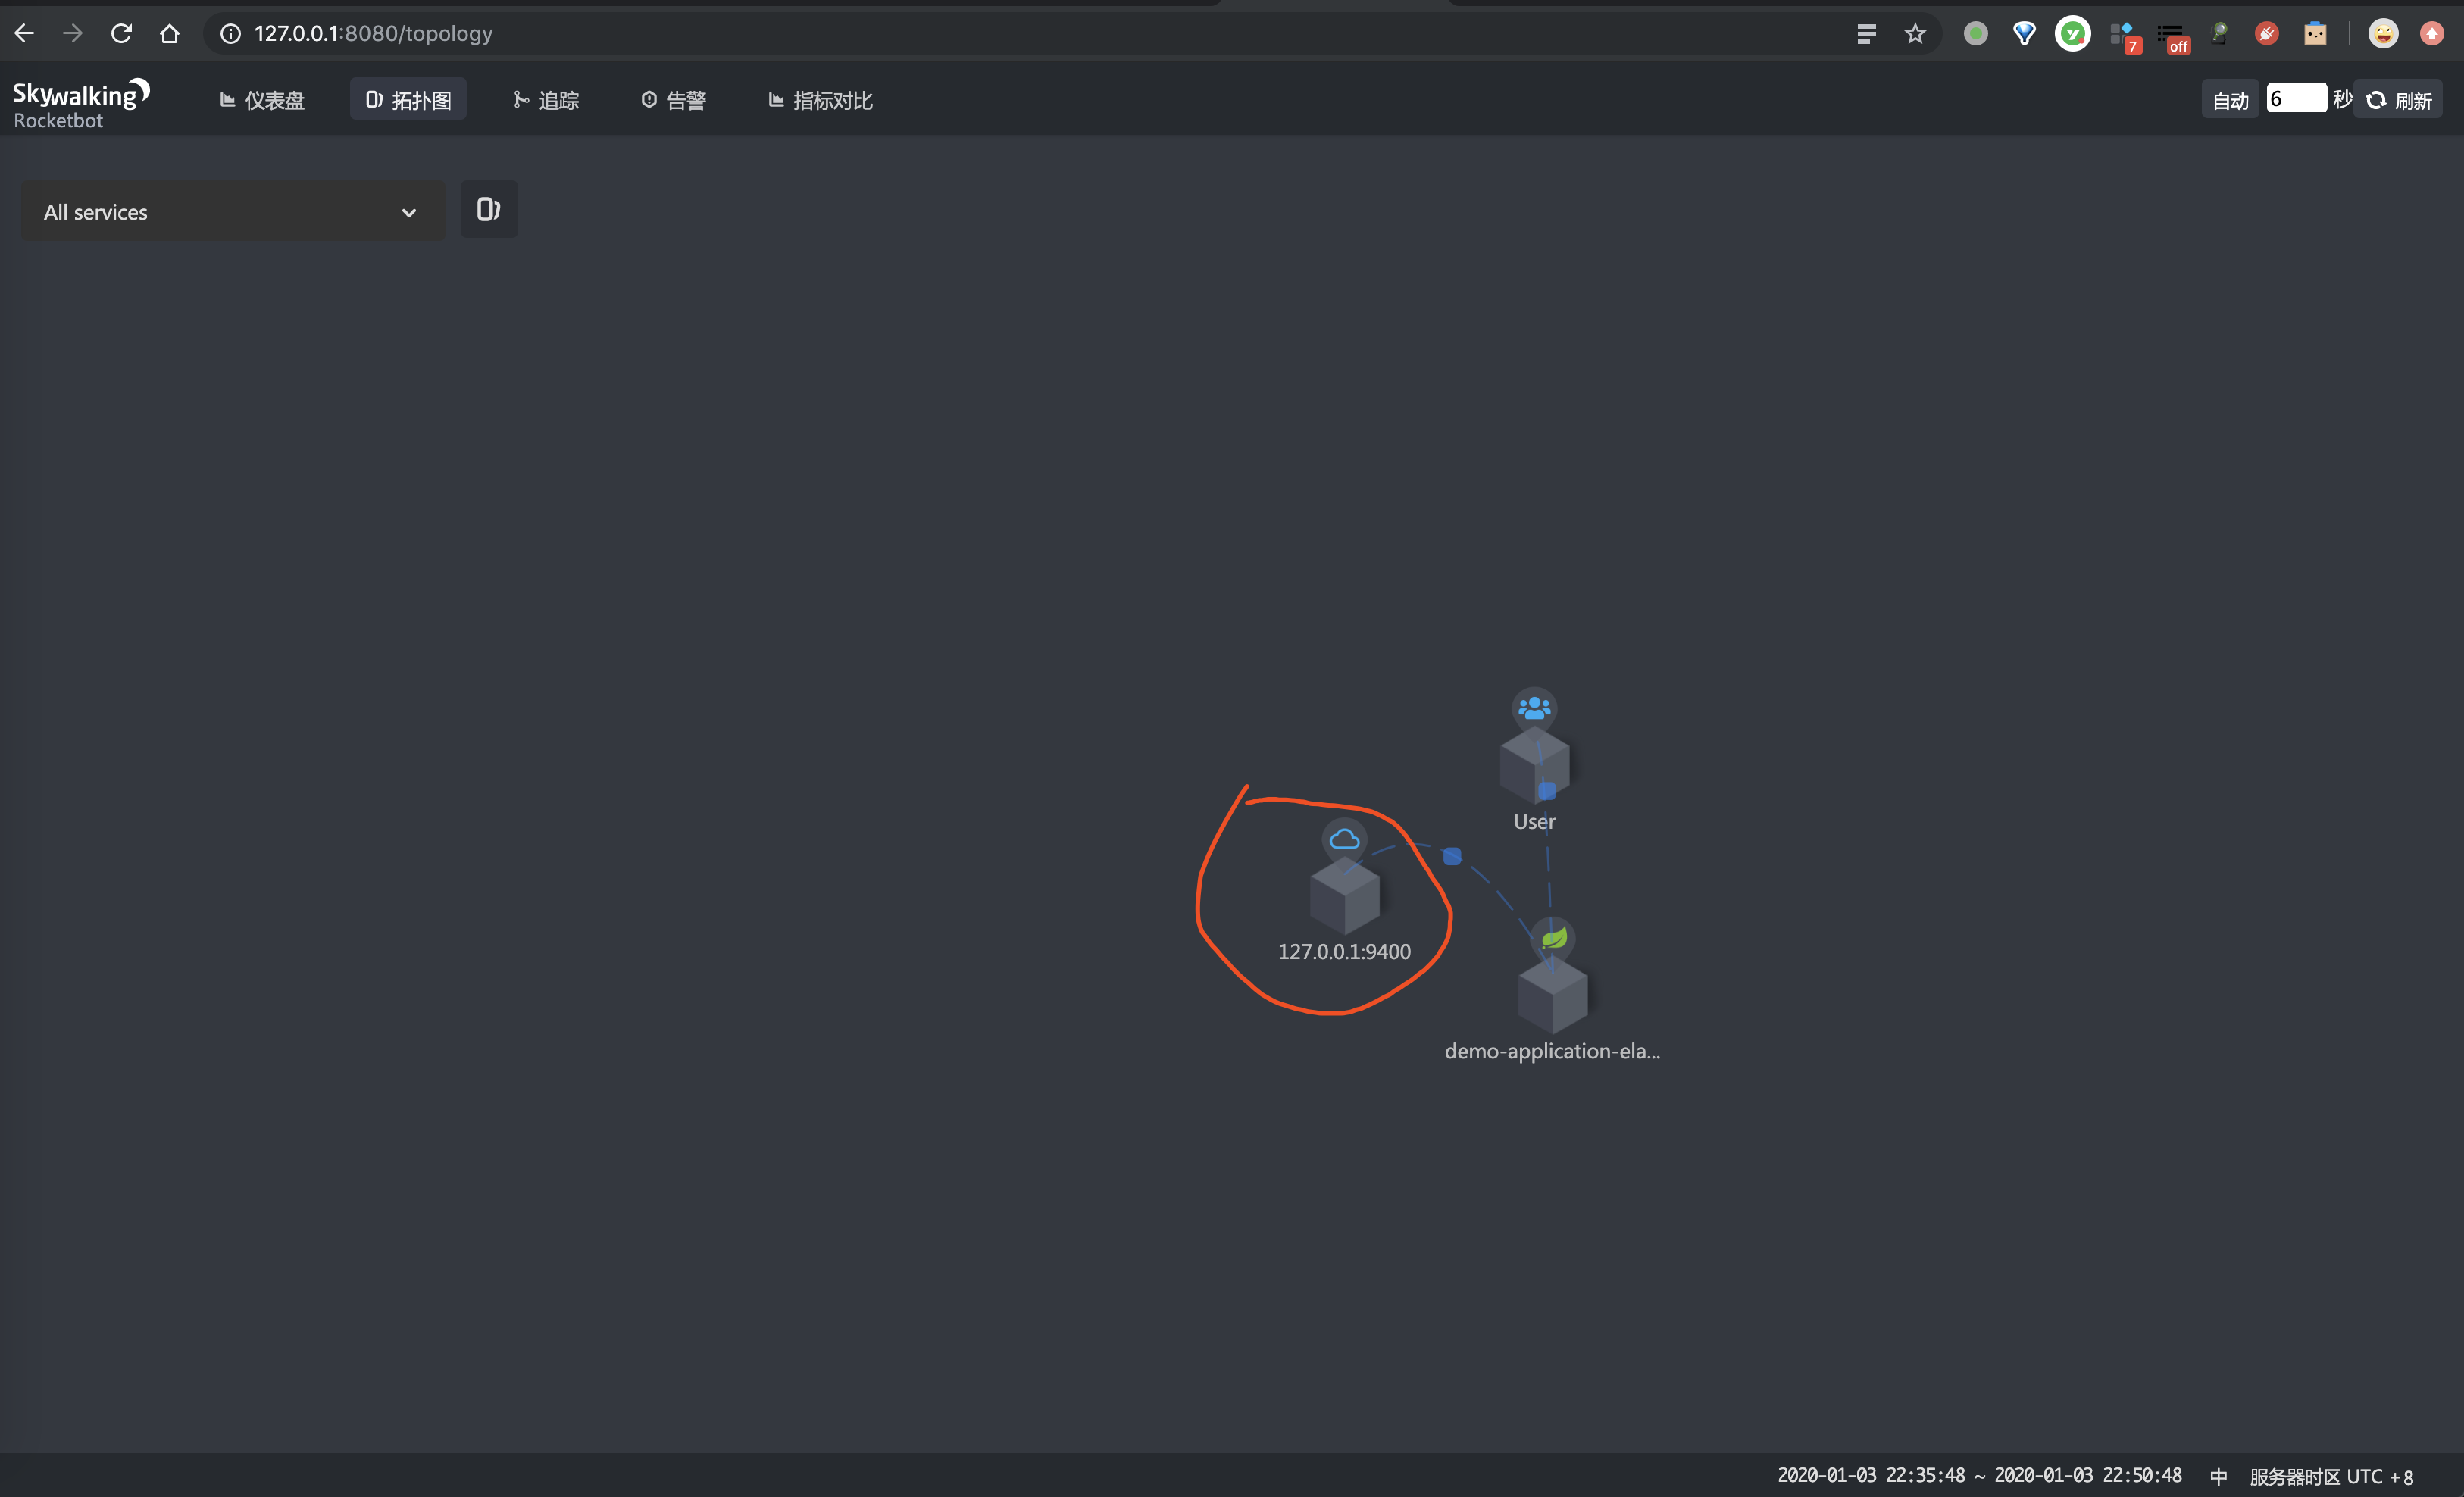 127.0.0.1:8080/topology
7
off
Skywalking
Rocketbot
仪表盘
拓扑图
追踪
告警
指标对比
自动
6
秒
刷新
All services
User
127.0.0.1:9400
demo-application-ela...
2020-01-03 22:35:48 ~ 2020-01-03 22:50:48
中
服务器时区 UTC +8